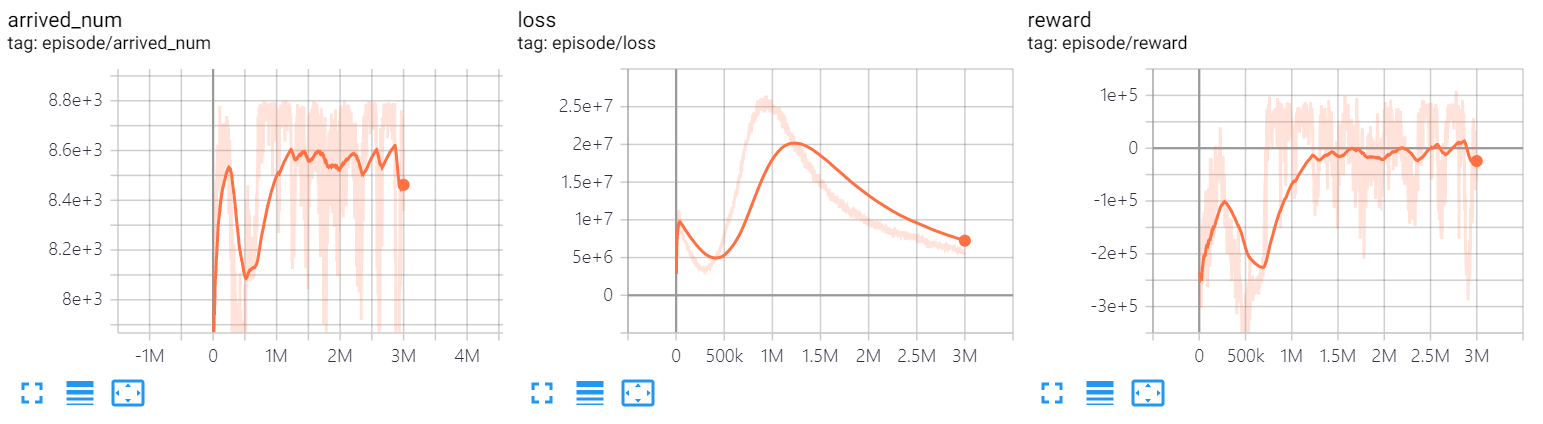 arrived_num
tag: episode/arrived_num
8.8e+3
8.6e+3
8.4e+3
8.2e+3
8e+3
-1M 0 1M 2M 3M 4M
loss
tag: episode/loss
2.5e+7
2e+7
1.5e+7
1e+7
5e+6
0
0 500k 1M 1.5M 2M 2.5M 3M
reward
tag: episode/reward
1e+5
0
-1e+5
-2e+5
-3e+5
0 500k 1M 1.5M 2M 2.5M 3M